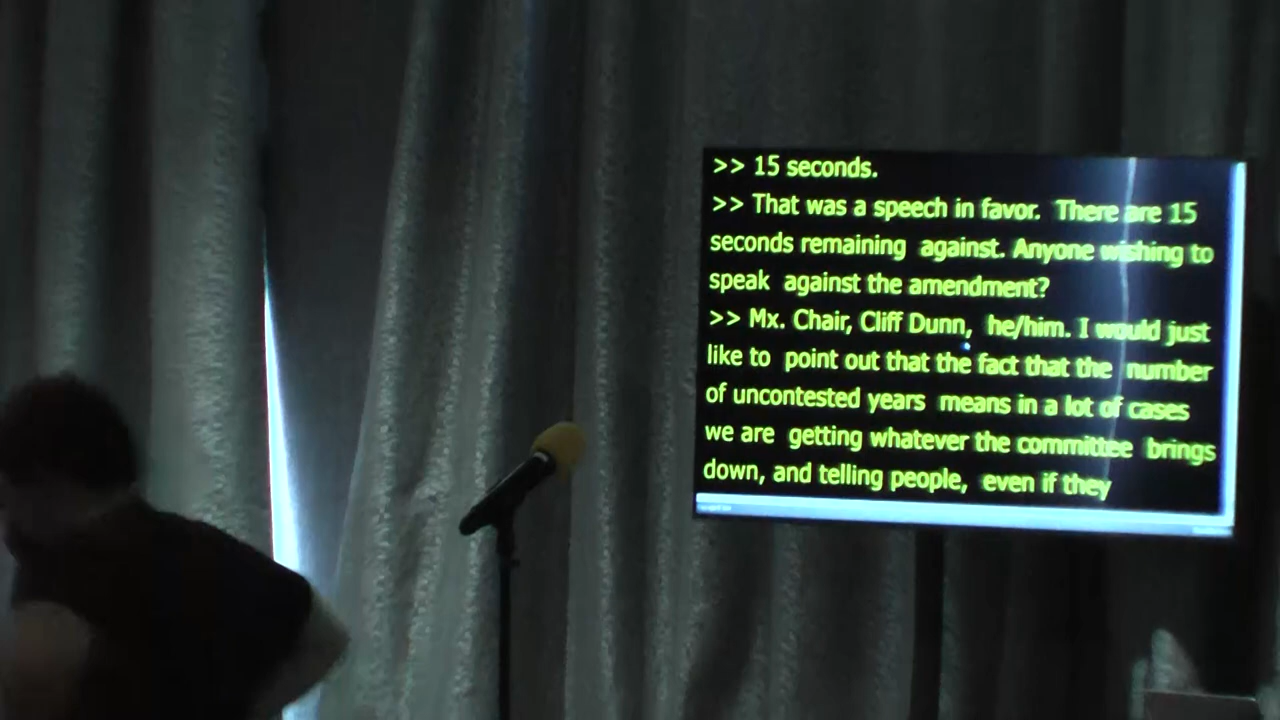 >> 15 seconds.
>> That was a speech in favor. There are 15
seconds remaining against. Anyone wishing to
speak against the amendment?
>> Mx. Chair, Cliff Dunn, he/him. I would just
like to point out that the fact that the number
of uncontested years means in a lot of cases
we are getting whatever the committee brings
down, and telling people, even if they